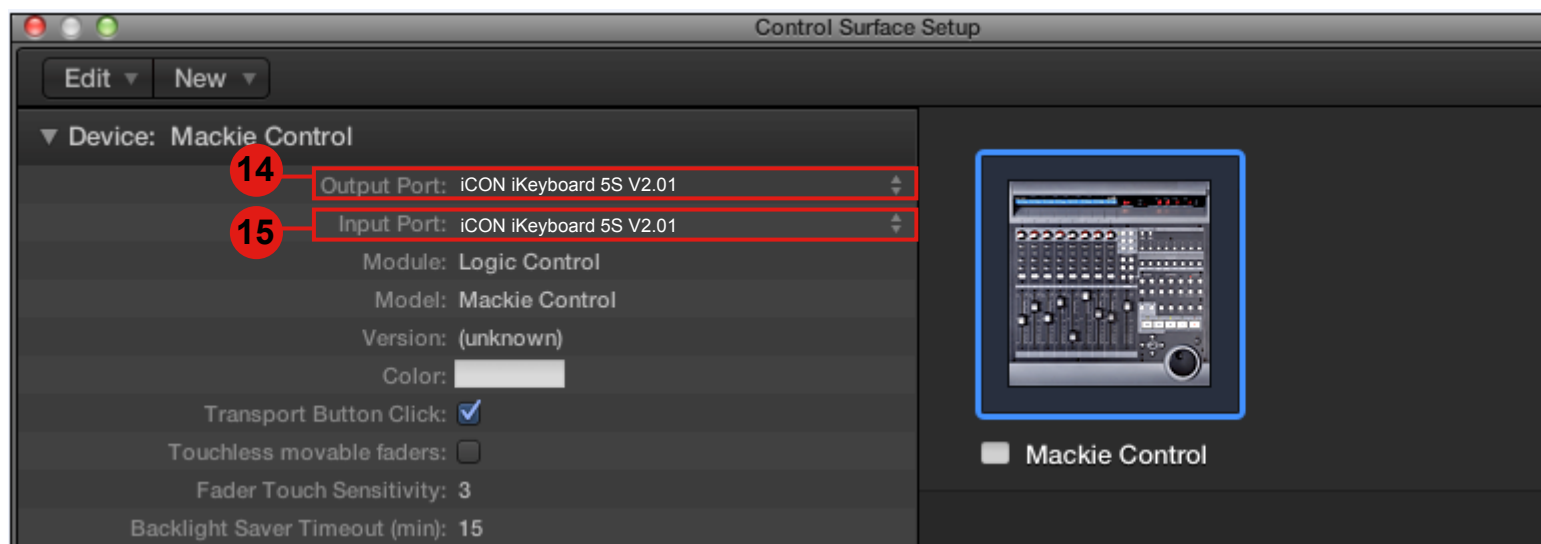 Control Surface Setup
Edit New
Device: Mackie Control
14 Output Port: iCON iKeyboard 5S V2.01
15 Input Port: iCON iKeyboard 5S V2.01
Module: Logic Control
Model: Mackie Control
Version: (unknown)
Color:
Transport Button Click:
Touchless movable faders:
Fader Touch Sensitivity: 3
Backlight Saver Timeout (min): 15
Mackie Control